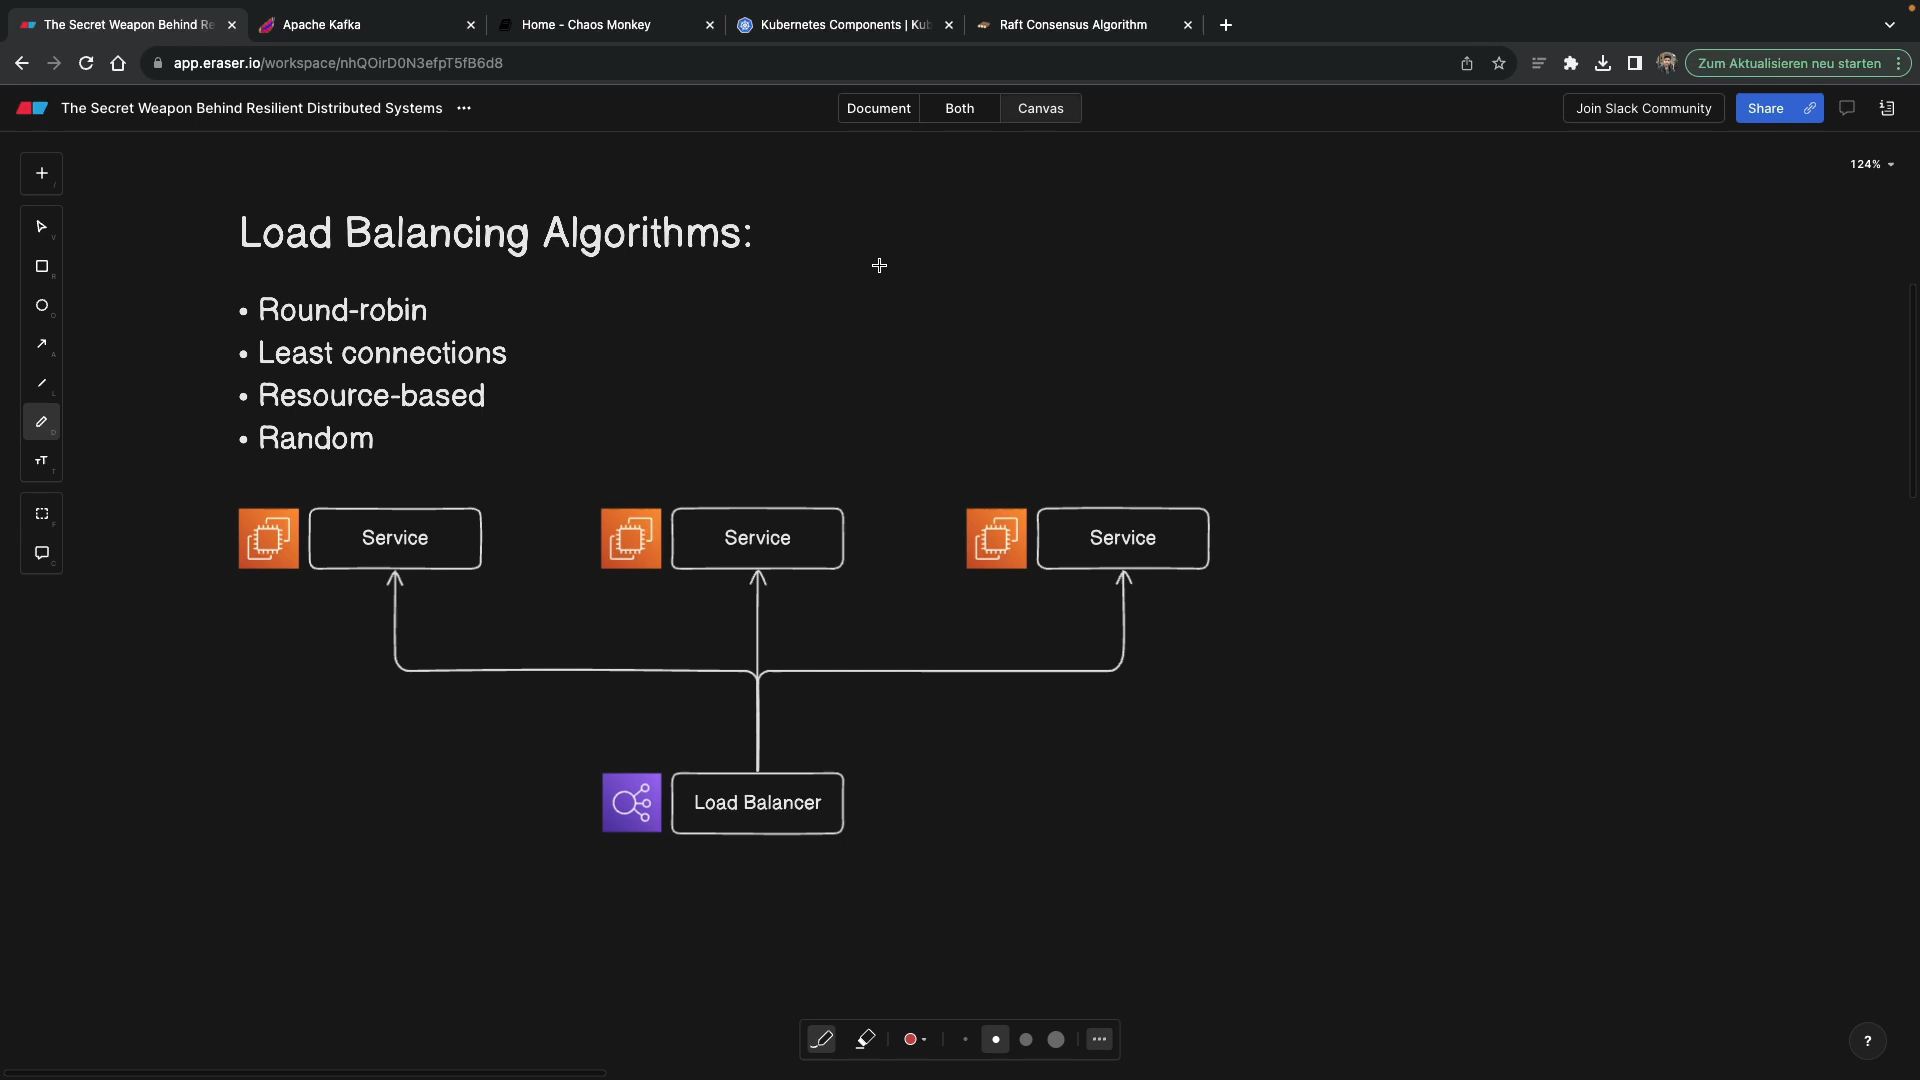 The Secret Weapon Behind Re
Apache Kafka
Home - Chaos Monkey
Kubernetes Components | Kub
Raft Consensus Algorithm
app.eraser.io/workspace/nhQOirD0N3efpT5fB6d8
Zum Aktualisieren neu starten
The Secret Weapon Behind Resilient Distributed Systems
Document
Both
Canvas
Join Slack Community
Share
124%
Load Balancing Algorithms:
• Round-robin
• Least connections
• Resource-based
• Random
Service
Service
Service
Load Balancer
?